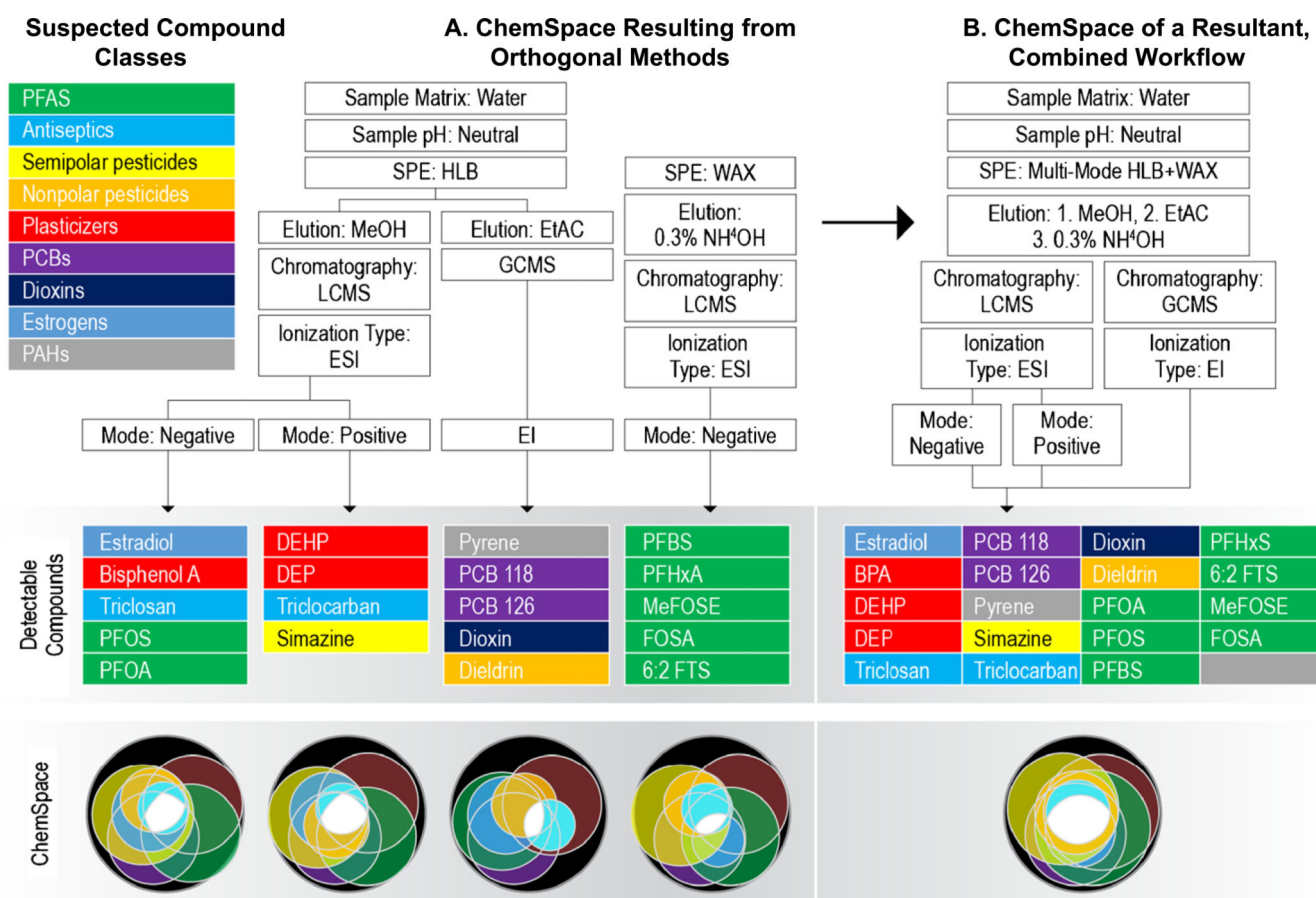 Suspected Compound
Classes
PFAS
Antiseptics
Semipolar pesticides
Nonpolar pesticides
Plasticizers
PCBs
Dioxins
Estrogens
PAHs
A. ChemSpace Resulting from
Orthogonal Methods
Sample Matrix: Water
Sample pH: Neutral
SPE: HLB
SPE: WAX
Elution: MeOH
Elution: EtAC
Elution:
0.3% NH⁴OH
Chromatography:
LCMS
GCMS
Chromatography:
LCMS
Ionization Type:
ESI
Ionization
Type: ESI
Mode: Negative
Mode: Positive
EI
Mode: Negative
B. ChemSpace of a Resultant,
Combined Workflow
Sample Matrix: Water
Sample pH: Neutral
SPE: Multi-Mode HLB+WAX
Elution: 1. MeOH, 2. EtAC
3. 0.3% NH⁴OH
Chromatography:
LCMS
Chromatography:
GCMS
Ionization
Type: ESI
Ionization
Type: EI
Mode:
Negative
Mode:
Positive
Detectable
Compounds
Estradiol
Bisphenol A
Triclosan
PFOS
PFOA
DEHP
DEP
Triclocarban
Simazine
Pyrene
PCB 118
PCB 126
Dioxin
Dieldrin
PFBS
PFHxA
MeFOSE
FOSA
6:2 FTS
Estradiol
BPA
DEHP
DEP
Triclosan
PCB 118
PCB 126
Pyrene
Simazine
Triclocarban
Dioxin
Dieldrin
PFOA
PFOS
PFBS
PFHxS
6:2 FTS
MeFOSE
FOSA
ChemSpace